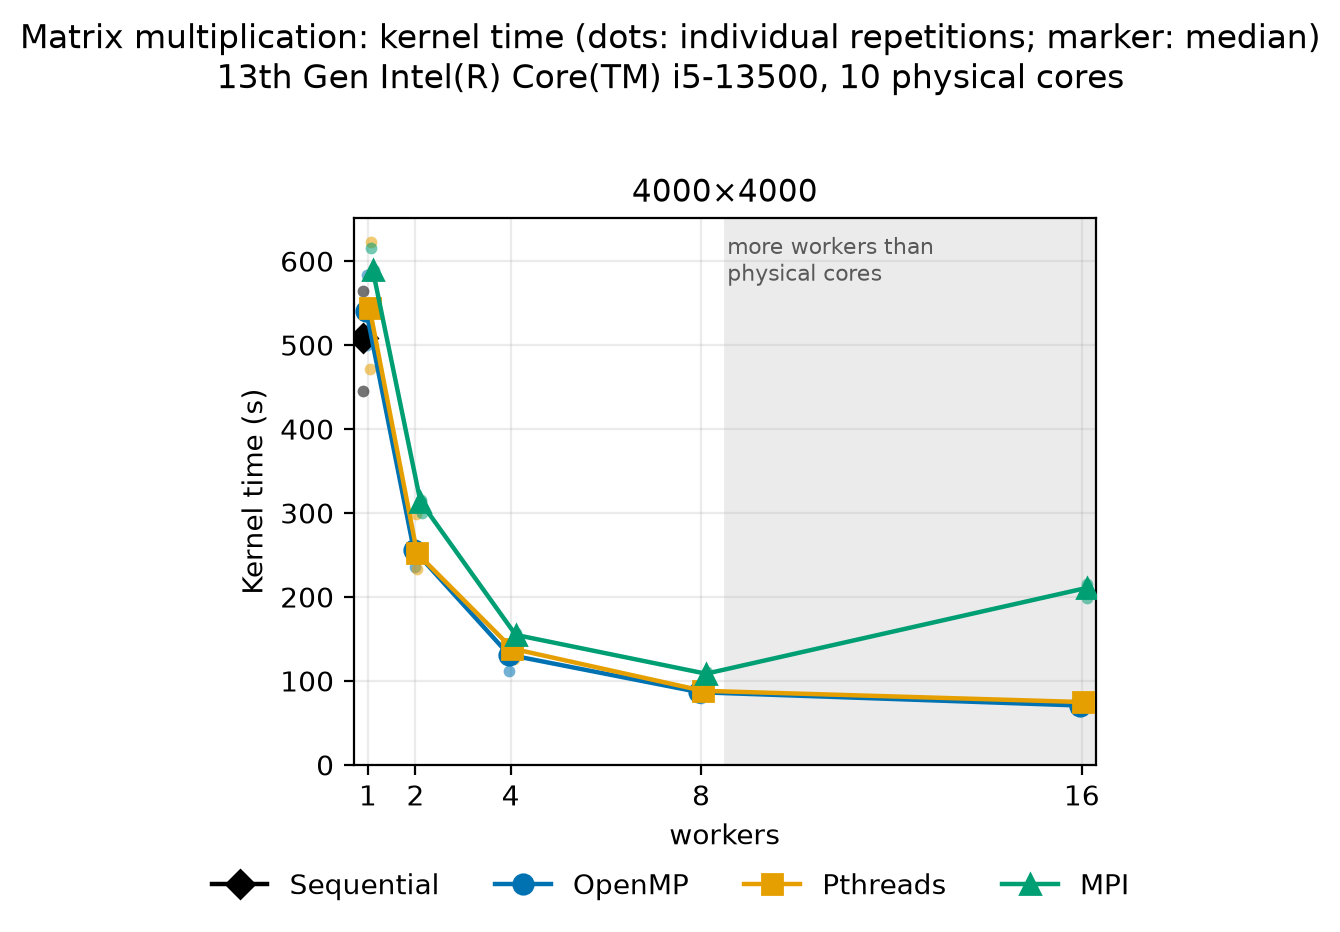 Matrix multiplication: kernel time (dots: individual repetitions; marker: median)
13th Gen Intel(R) Core(TM) i5-13500, 10 physical cores
4000×4000
more workers than
physical cores
Kernel time (s)
600
500
400
300
200
100
0
1 2 4 8 16
workers
Sequential OpenMP Pthreads MPI